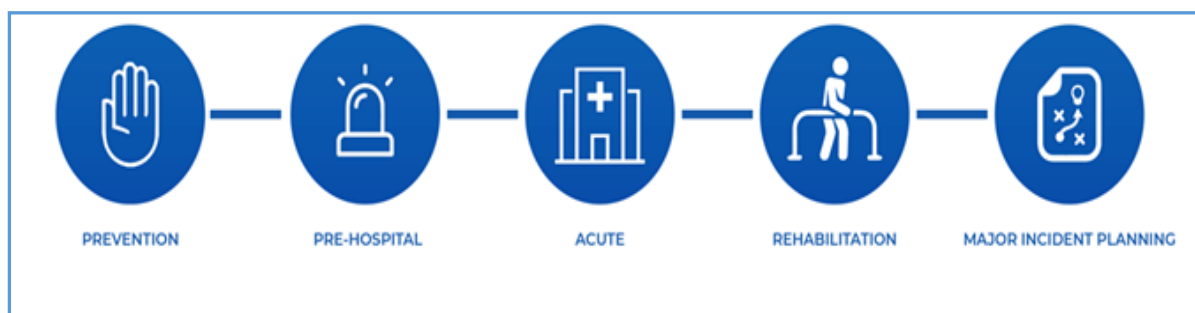 PREVENTION
PRE-HOSPITAL
ACUTE
REHABILITATION
MAJOR INCIDENT PLANNING